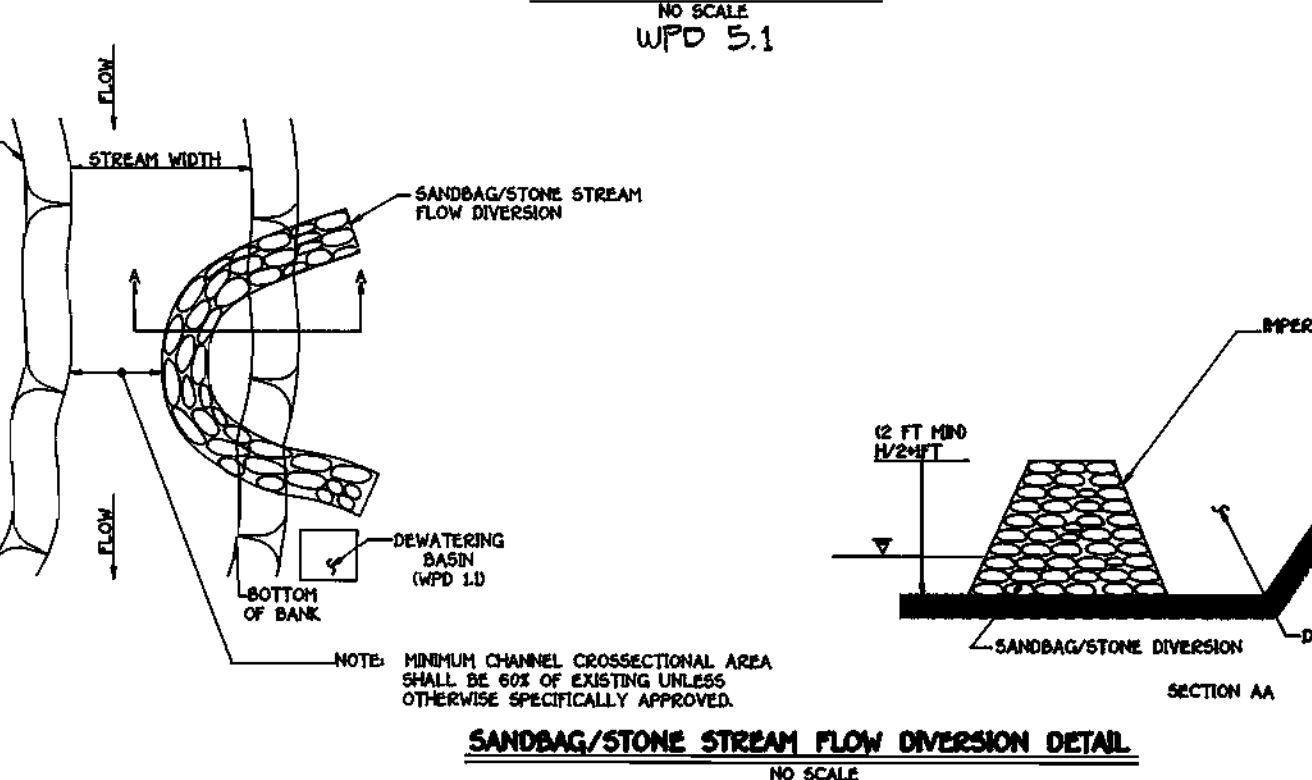 NO SCALE
WPD 5.1
FLOW
STREAM WIDTH
SANDBAG/STONE STREAM
FLOW DIVERSION
A
A
IMPER
(2 FT MIN)
H/2+1FT
FLOW
DEWATERING
BASIN
(WPD 1.1)
BOTTOM
OF BANK
SANDBAG/STONE DIVERSION
SECTION AA
NOTE: MINIMUM CHANNEL CROSSECTIONAL AREA
SHALL BE 60% OF EXISTING UNLESS
OTHERWISE SPECIFICALLY APPROVED.
SANDBAG/STONE STREAM FLOW DIVERSION DETAIL
NO SCALE